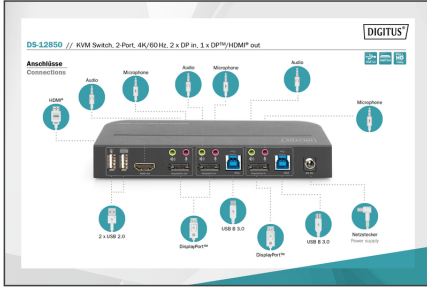 DIGITUS®
DS-12850 // KVM Switch, 2-Port, 4K/60Hz, 2 x DP in, 1 x DP™/HDMI® out
Anschlüsse
Connections
Audio
Microphone
Audio
Microphone
Audio
HDMI®
Microphone
2 x USB 2.0
DisplayPort™
USB B 3.0
DisplayPort™
USB B 3.0
Netzstecker
Power supply